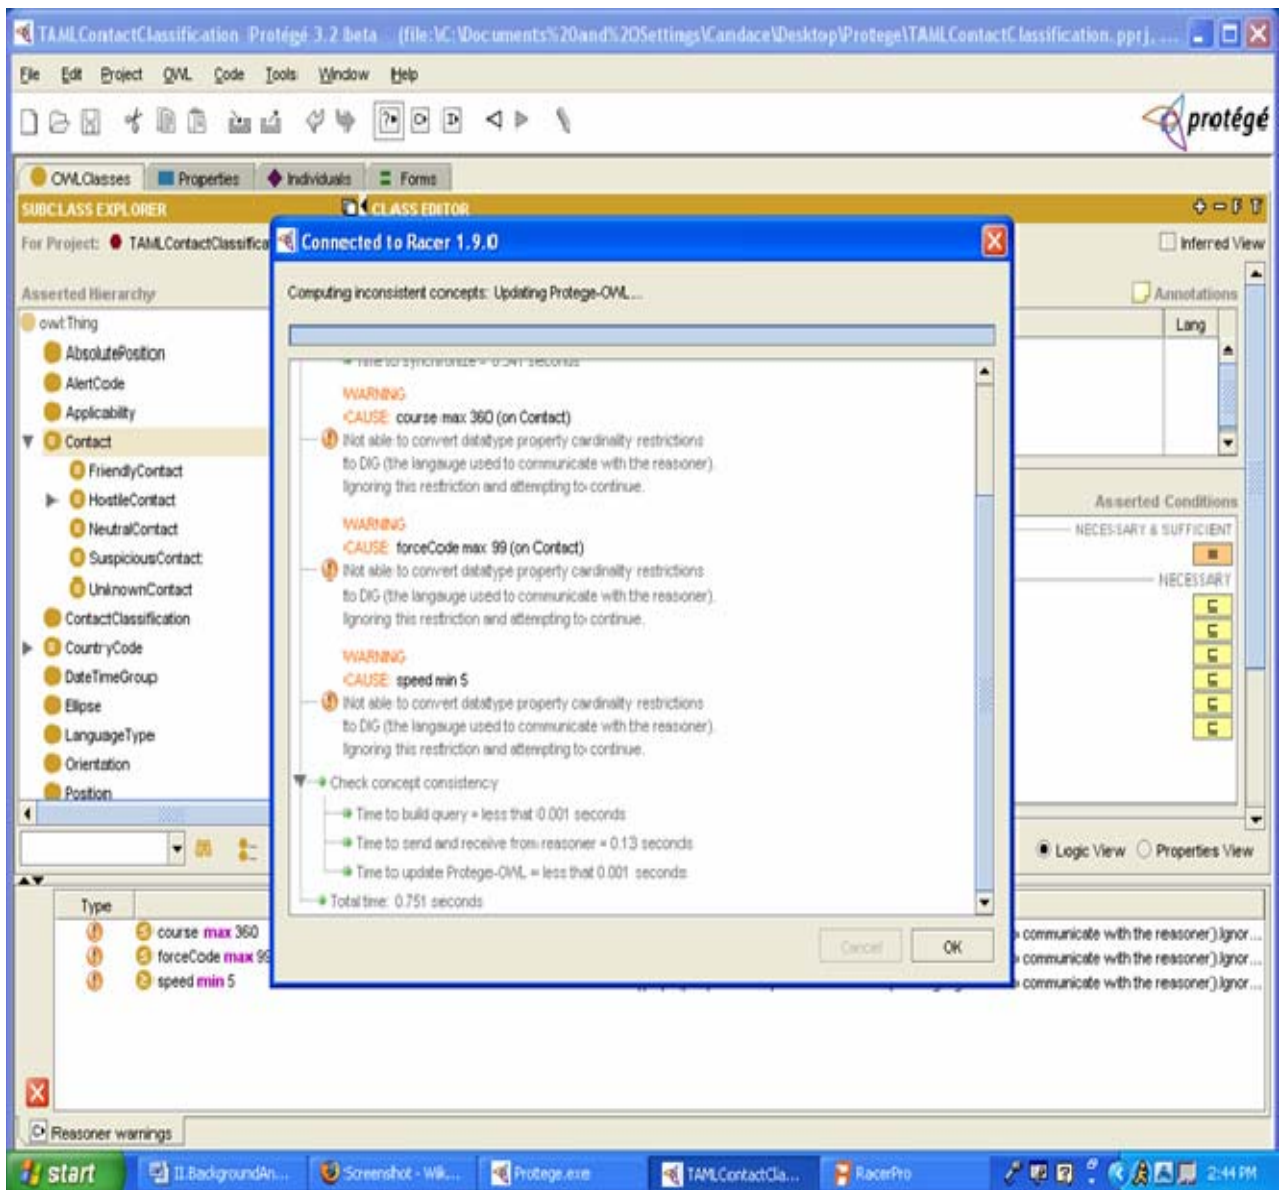 TAMLContactClassification Protégé 3.2 beta (file:\C:\Documents%20and%20Settings\Candace\Desktop\Protege\TAMLContactClassification.pprj, ...
File Edit Project OWL Code Tools Window Help
protégé
OWLClasses Properties Individuals Forms
SUBCLASS EXPLORER
CLASS EDITOR
For Project: TAMLContactClassifica
Inferred View
Connected to Racer 1.9.0
Computing inconsistent concepts: Updating Protege-OWL...
Asserted Hierarchy
Annotations
Lang
owl:Thing
AbsolutePosition
AlertCode
Applicability
Contact
FriendlyContact
HostileContact
NeutralContact
SuspiciousContact
UnknownContact
ContactClassification
CountryCode
DateTimeGroup
Ellipse
LanguageType
Orientation
Position
Time to synchronize = 0.541 seconds
WARNING
CAUSE: course max 360 (on Contact)
Not able to convert datatype property cardinality restrictions
to DIG (the langauge used to communicate with the reasoner).
Ignoring this restriction and attempting to continue.
WARNING
CAUSE: forceCode max 99 (on Contact)
Not able to convert datatype property cardinality restrictions
to DIG (the langauge used to communicate with the reasoner).
Ignoring this restriction and attempting to continue.
WARNING
CAUSE: speed min 5
Not able to convert datatype property cardinality restrictions
to DIG (the langauge used to communicate with the reasoner).
Ignoring this restriction and attempting to continue.
Check concept consistency
Time to build query = less that 0.001 seconds
Time to send and receive from reasoner = 0.13 seconds
Time to update Protege-OWL = less that 0.001 seconds
Total time: 0.751 seconds
Cancel OK
Asserted Conditions
NECESSARY & SUFFICIENT
NECESSARY
Logic View Properties View
Type
course max 360
communicate with the reasoner).Ignor...
forceCode max 99
communicate with the reasoner).Ignor...
speed min 5
communicate with the reasoner).Ignor...
Reasoner warnings
start II.BackgroundAn... Screenshot - Wik... Protege.exe TAMLContactCla... RacerPro 2:44 PM